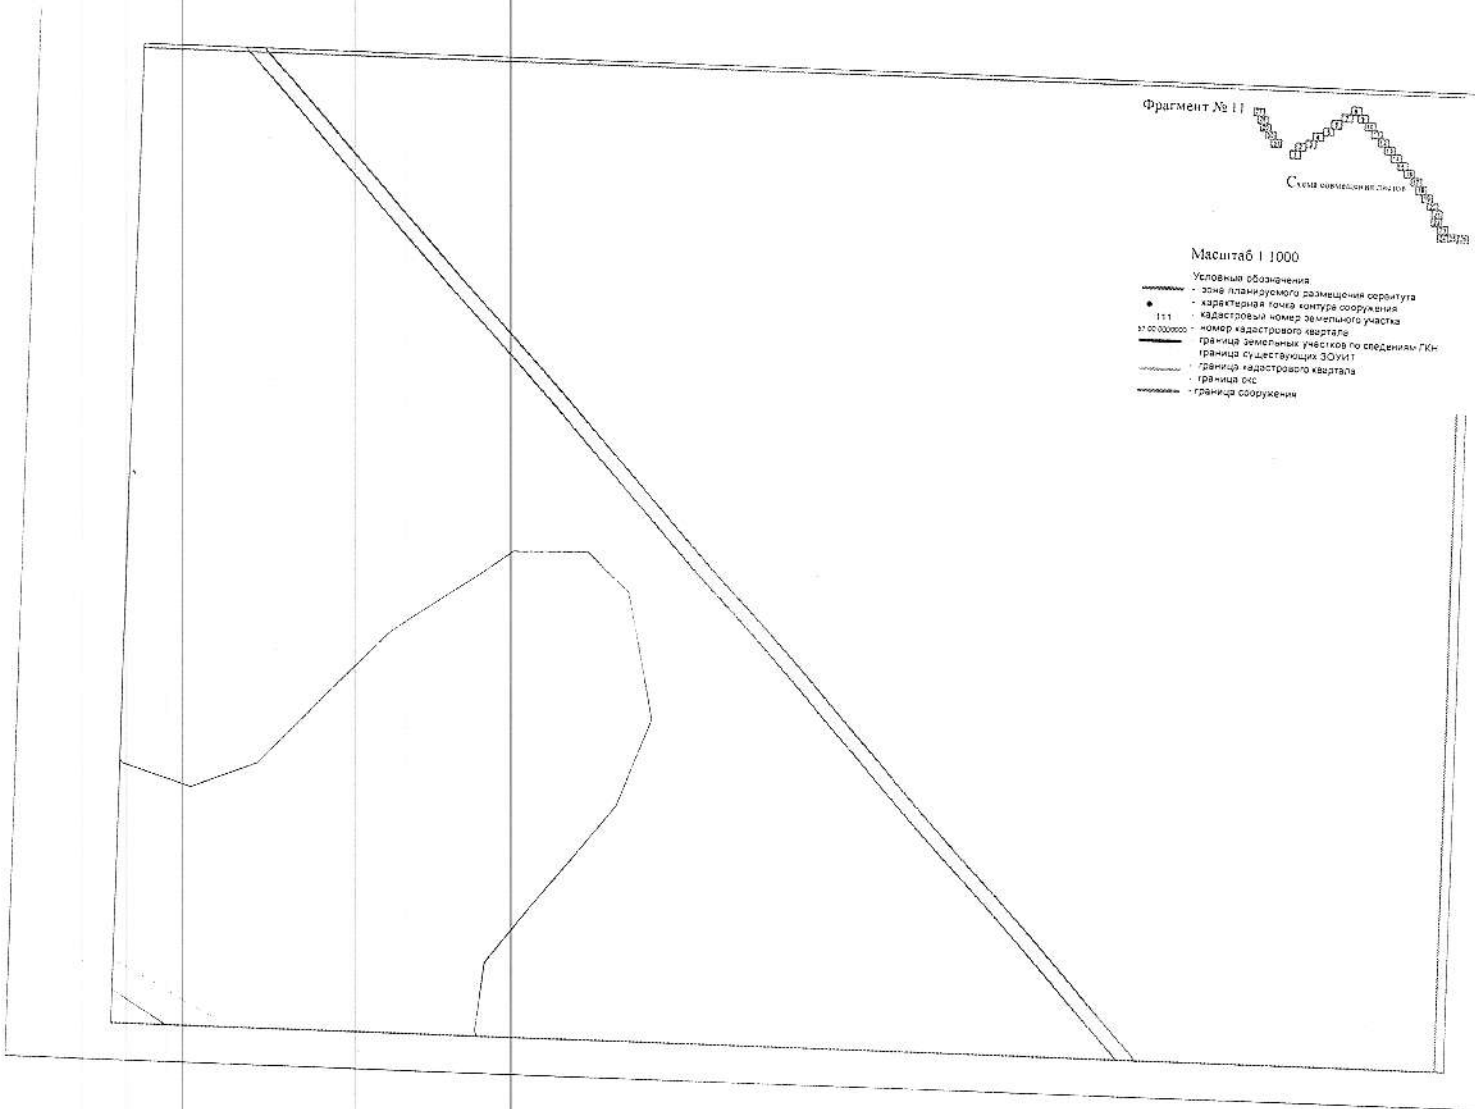 Фрагмент № 11
Схема совмещения листов
Масштаб 1 1000
Условные обозначения
- зона планируемого размещения сервитута
- характерная точка контура сооружения
111 - кадастровый номер земельного участка
- номер кадастрового квартала
граница земельных участков по сведениям ГКН
граница существующих ЗОУИТ
- граница кадастрового квартала
- граница окс
- граница сооружения